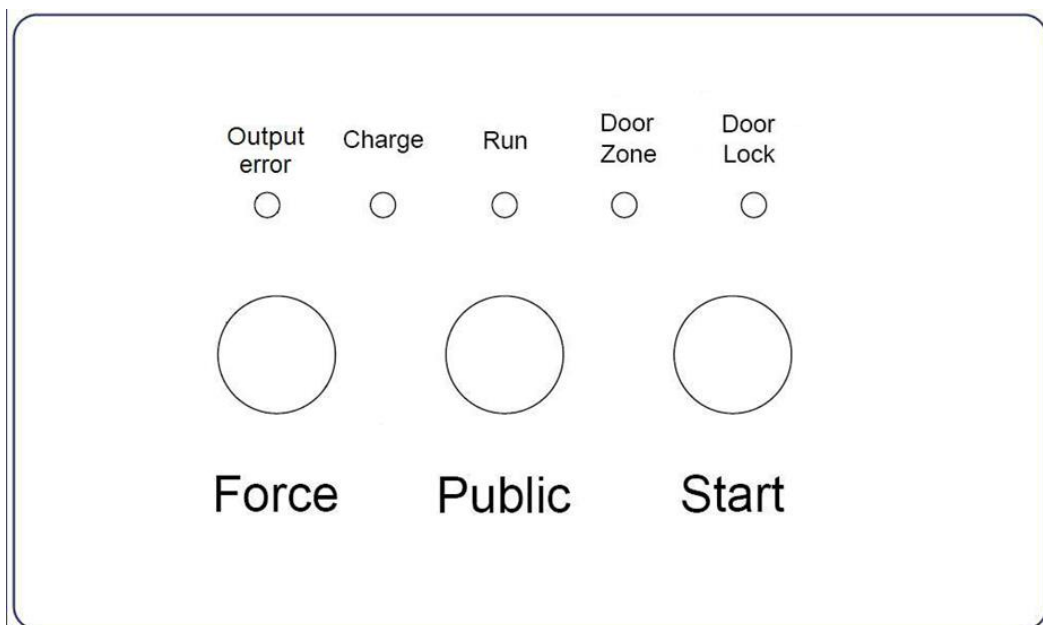 Output
error
Charge
Run
Door
Zone
Door
Lock
Force
Public
Start